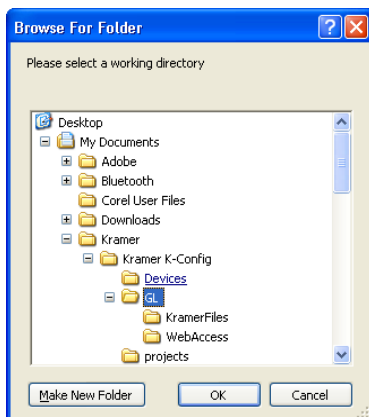 Browse For Folder
Please select a working directory
Desktop
My Documents
Adobe
Bluetooth
Corel User Files
Downloads
Kramer
Kramer K-Config
Devices
GL
KramerFiles
WebAccess
projects
Make New Folder OK Cancel